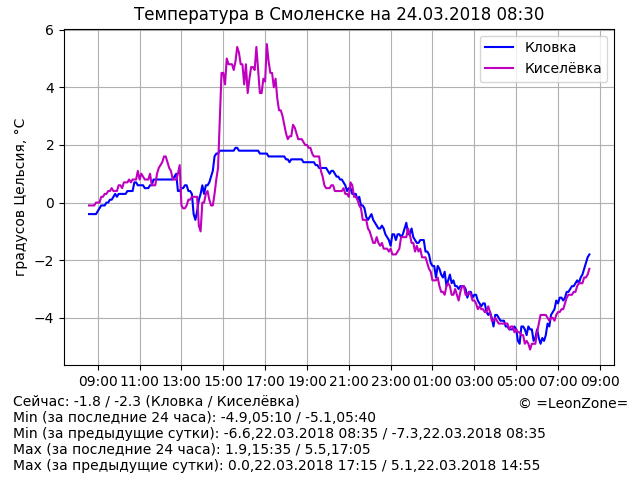 Температура в Смоленске на 24.03.2018 08:30
градусов Цельсия, °C
6
4
2
0
−2
−4
Кловка
Киселёвка
09:00 11:00 13:00 15:00 17:00 19:00 21:00 23:00 01:00 03:00 05:00 07:00 09:00
Сейчас: -1.8 / -2.3 (Кловка / Киселёвка)
© =LeonZone=
Min (за последние 24 часа): -4.9,05:10 / -5.1,05:40
Min (за предыдущие сутки): -6.6,22.03.2018 08:35 / -7.3,22.03.2018 08:35
Max (за последние 24 часа): 1.9,15:35 / 5.5,17:05
Max (за предыдущие сутки): 0.0,22.03.2018 17:15 / 5.1,22.03.2018 14:55